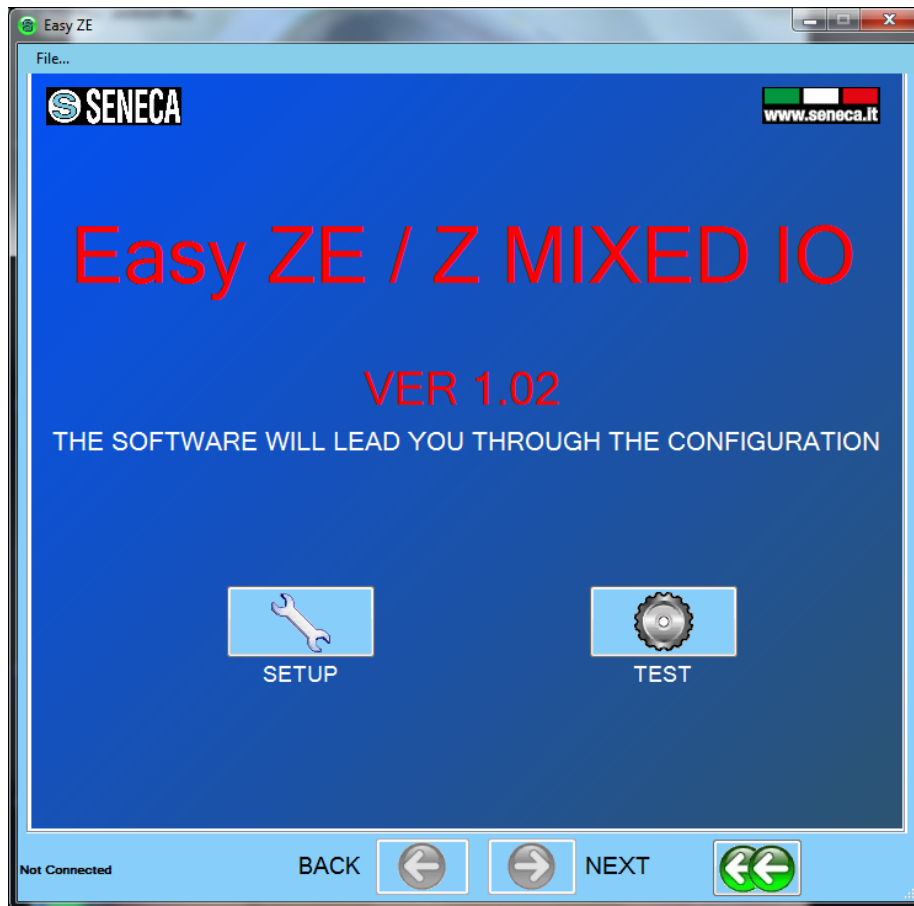 Easy ZE
File...
SENECA
www.seneca.it
Easy ZE / Z MIXED IO
VER 1.02
THE SOFTWARE WILL LEAD YOU THROUGH THE CONFIGURATION
SETUP
TEST
Not Connected
BACK
NEXT